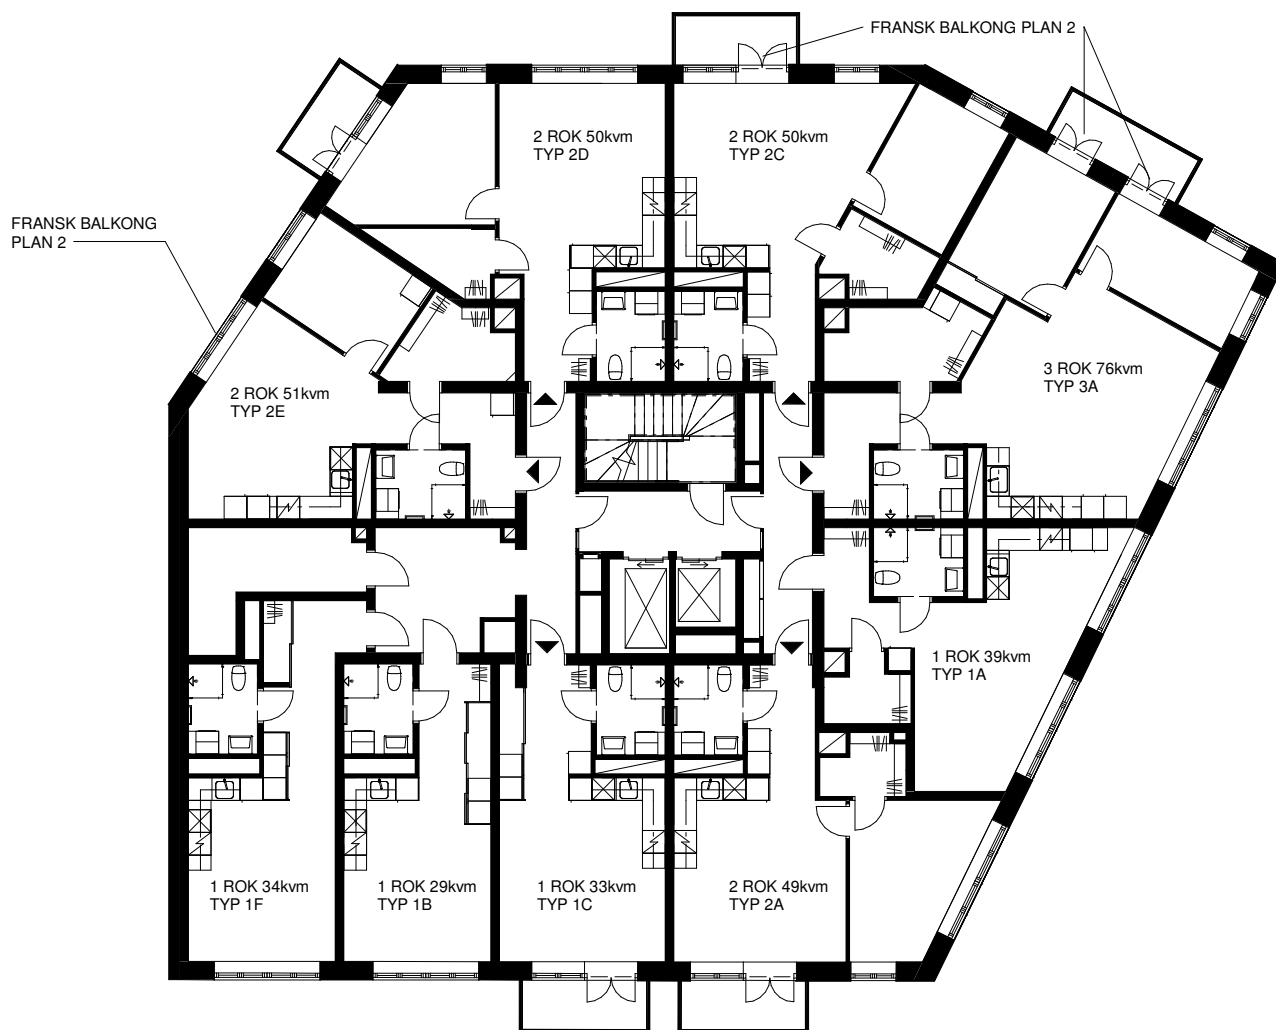 FRANSK BALKONG PLAN 2
2 ROK 50kvm
TYP 2D
2 ROK 50kvm
TYP 2C
FRANSK BALKONG
PLAN 2
3 ROK 76kvm
TYP 3A
2 ROK 51kvm
TYP 2E
1 ROK 39kvm
TYP 1A
1 ROK 34kvm
TYP 1F
1 ROK 29kvm
TYP 1B
1 ROK 33kvm
TYP 1C
2 ROK 49kvm
TYP 2A